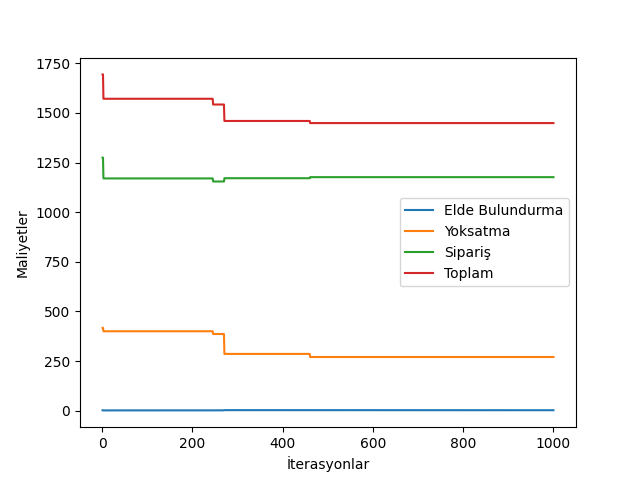 1750
1500
1250
1000
750
500
250
0
Maliyetler
Elde Bulundurma
Yoksatma
Sipariş
Toplam
0 200 400 600 800 1000
İterasyonlar